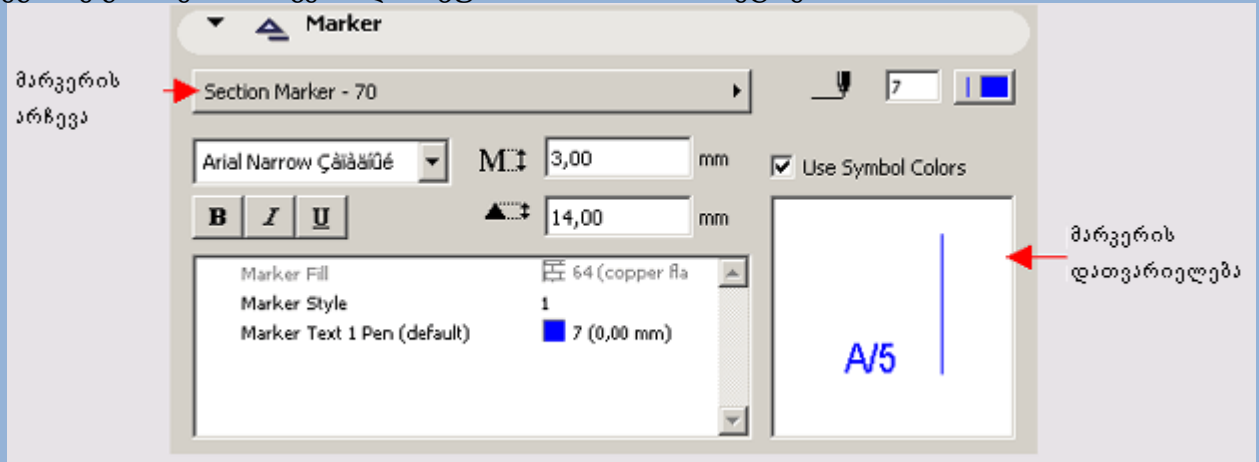 Marker
მარკერის
არჩევა
Section Marker - 70
7
Arial Narrow Çàïàäíûé
M
3,00
mm
Use Symbol Colors
B I U
14,00
mm
მარკერის
დათვარიელება
Marker Fill
64 (copper fla
Marker Style
1
Marker Text 1 Pen (default)
7 (0,00 mm)
A/5